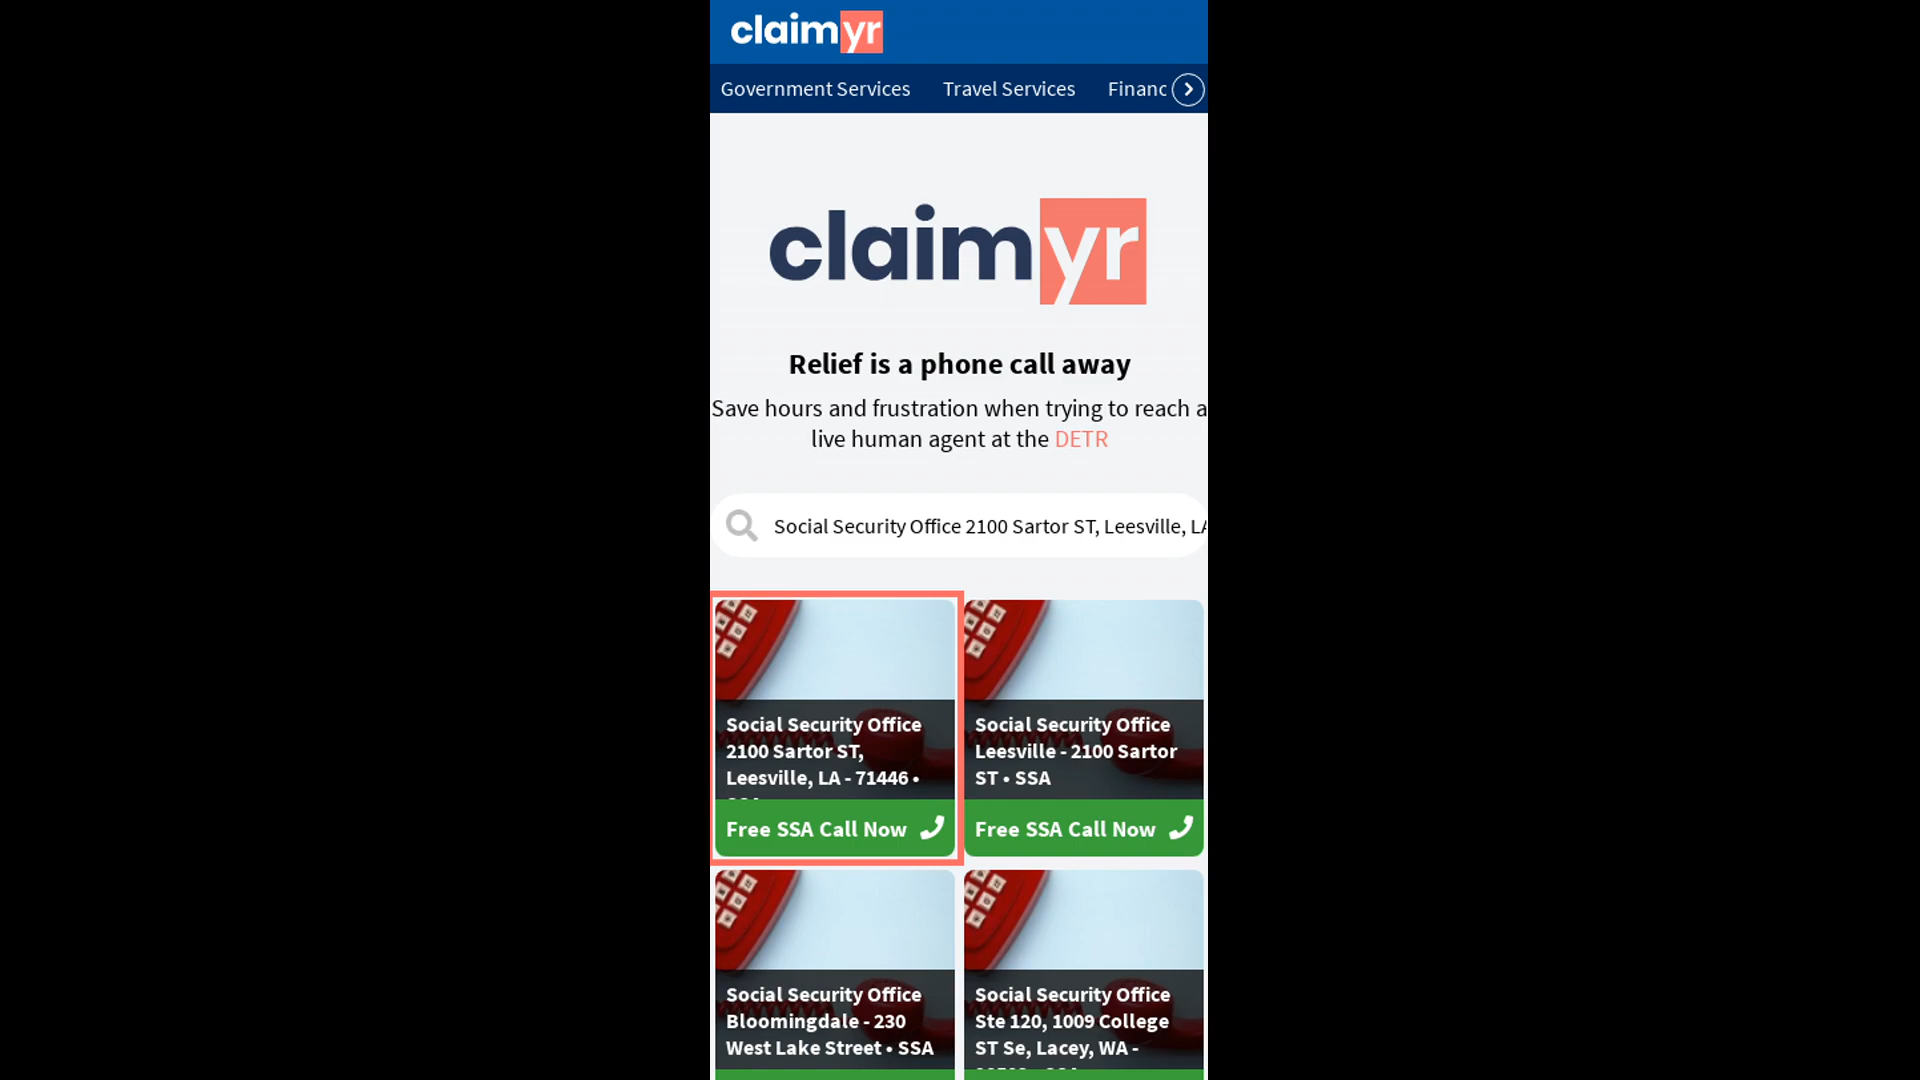 claimyr
Government Services Travel Services Financ
claimyr
Relief is a phone call away
Save hours and frustration when trying to reach a
live human agent at the DETR
Social Security Office 2100 Sartor ST, Leesville, LA
Social Security Office
2100 Sartor ST,
Leesville, LA - 71446 •
Free SSA Call Now
Social Security Office
Leesville - 2100 Sartor
ST • SSA
Free SSA Call Now
Social Security Office
Bloomingdale - 230
West Lake Street • SSA
Social Security Office
Ste 120, 1009 College
ST Se, Lacey, WA -